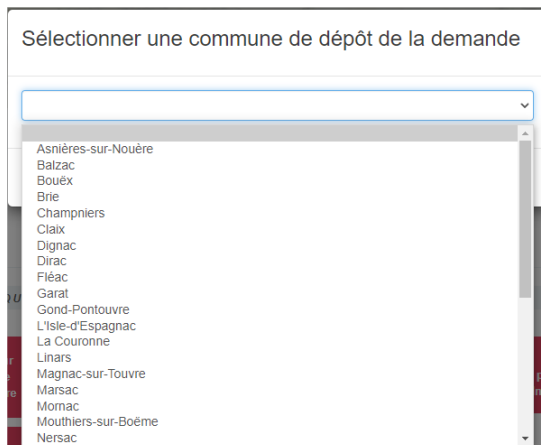 Sélectionner une commune de dépôt de la demande
Asnières-sur-Nouère
Balzac
Bouëx
Brie
Champniers
Claix
Dignac
Dirac
Fléac
Garat
Gond-Pontouvre
L'Isle-d'Espagnac
La Couronne
Linars
Magnac-sur-Touvre
Marsac
Mornac
Mouthiers-sur-Boëme
Nersac